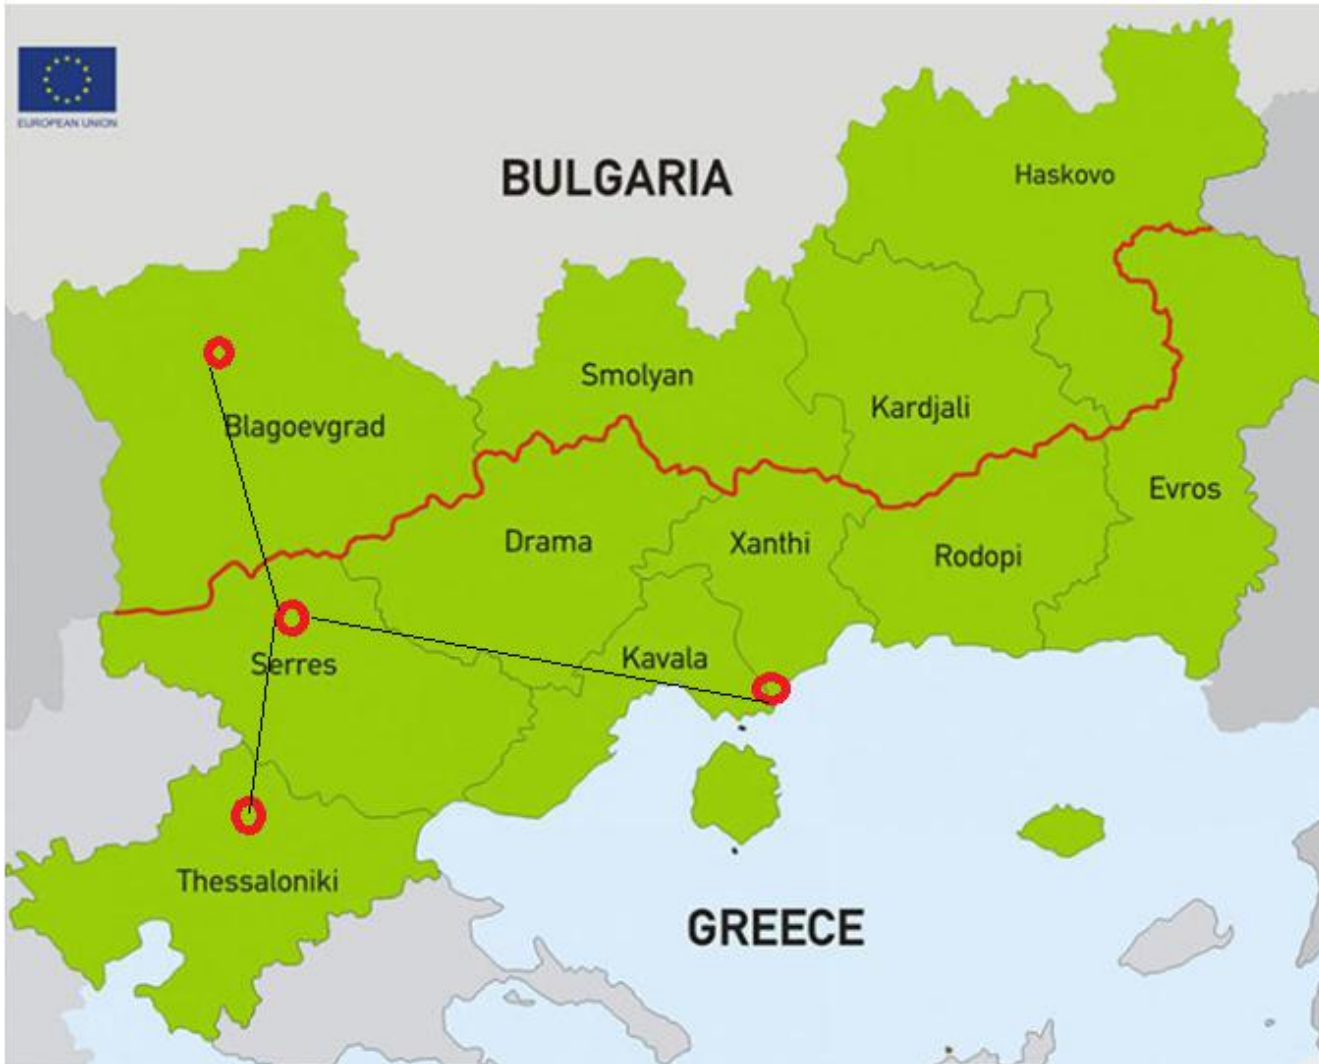 EUROPEAN UNION
BULGARIA
Haskovo
Smolyan
Kardjali
Blagoevgrad
Evros
Drama
Xanthi
Rodopi
Kavala
Serres
Thessaloniki
GREECE